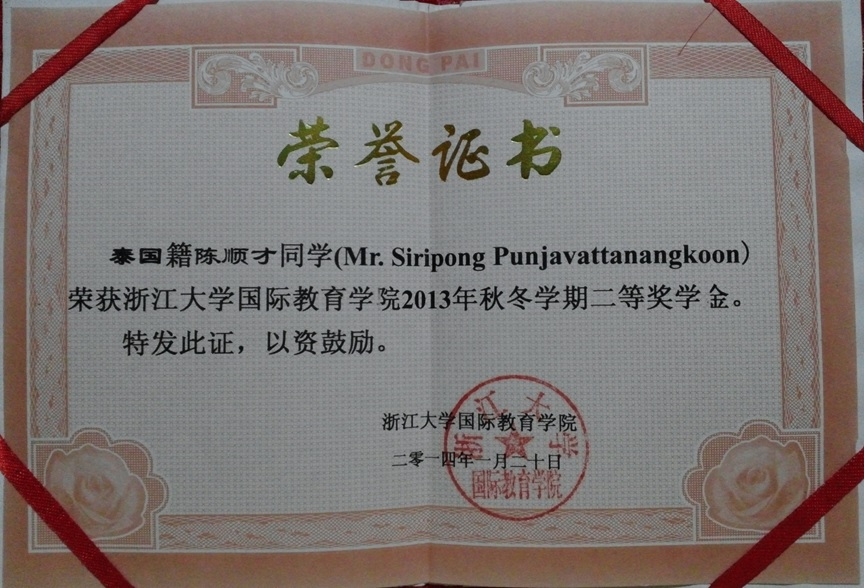 DONG PAI
荣誉证书
泰国籍陈顺才同学(Mr. Siripong Punjavattanangkoon)
荣获浙江大学国际教育学院2013年秋冬学期二等奖学金。
特发此证，以资鼓励。
浙江大学国际教育学院
二零一四年一月二十日
浙江大学
国际教育学院